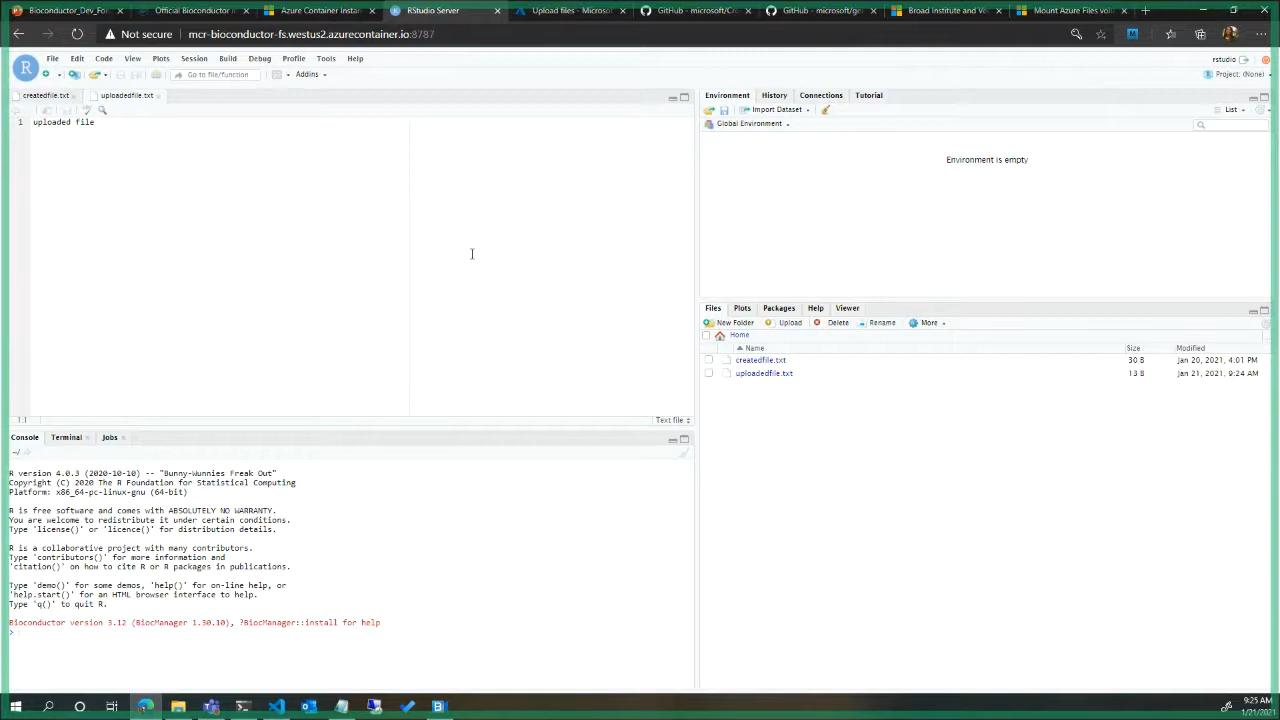 Bioconductor_Dev_For
Official Bioconductor in
Azure Container Instan
RStudio Server
Upload files - Microsof
GitHub - microsoft/Cr
GitHub - microsoft/ge
Broad Institute and Ve
Mount Azure Files volu
Not secure
mcr-bioconductor-fs.westus2.azurecontainer.io:8787
File Edit Code View Plots Session Build Debug Profile Tools Help
rstudio
Go to file/function
Addins
Project: (None)
createdfile.txt
uploadedfile.txt
1 uploaded file
1:1
Text file
Console Terminal Jobs
~/
R version 4.0.3 (2020-10-10) -- "Bunny-Wunnies Freak Out"
Copyright (C) 2020 The R Foundation for Statistical Computing
Platform: x86_64-pc-linux-gnu (64-bit)
R is free software and comes with ABSOLUTELY NO WARRANTY.
You are welcome to redistribute it under certain conditions.
Type 'license()' or 'licence()' for distribution details.
R is a collaborative project with many contributors.
Type 'contributors()' for more information and
'citation()' on how to cite R or R packages in publications.
Type 'demo()' for some demos, 'help()' for on-line help, or
'help.start()' for an HTML browser interface to help.
Type 'q()' to quit R.
Bioconductor version 3.12 (BiocManager 1.30.10), ?BiocManager::install for help
>
Environment History Connections Tutorial
Import Dataset
List
Global Environment
Environment is empty
Files Plots Packages Help Viewer
New Folder Upload Delete Rename More
Home
Name Size Modified
createdfile.txt 30 B Jan 20, 2021, 4:01 PM
uploadedfile.txt 13 B Jan 21, 2021, 9:24 AM
9:25 AM
1/21/2021